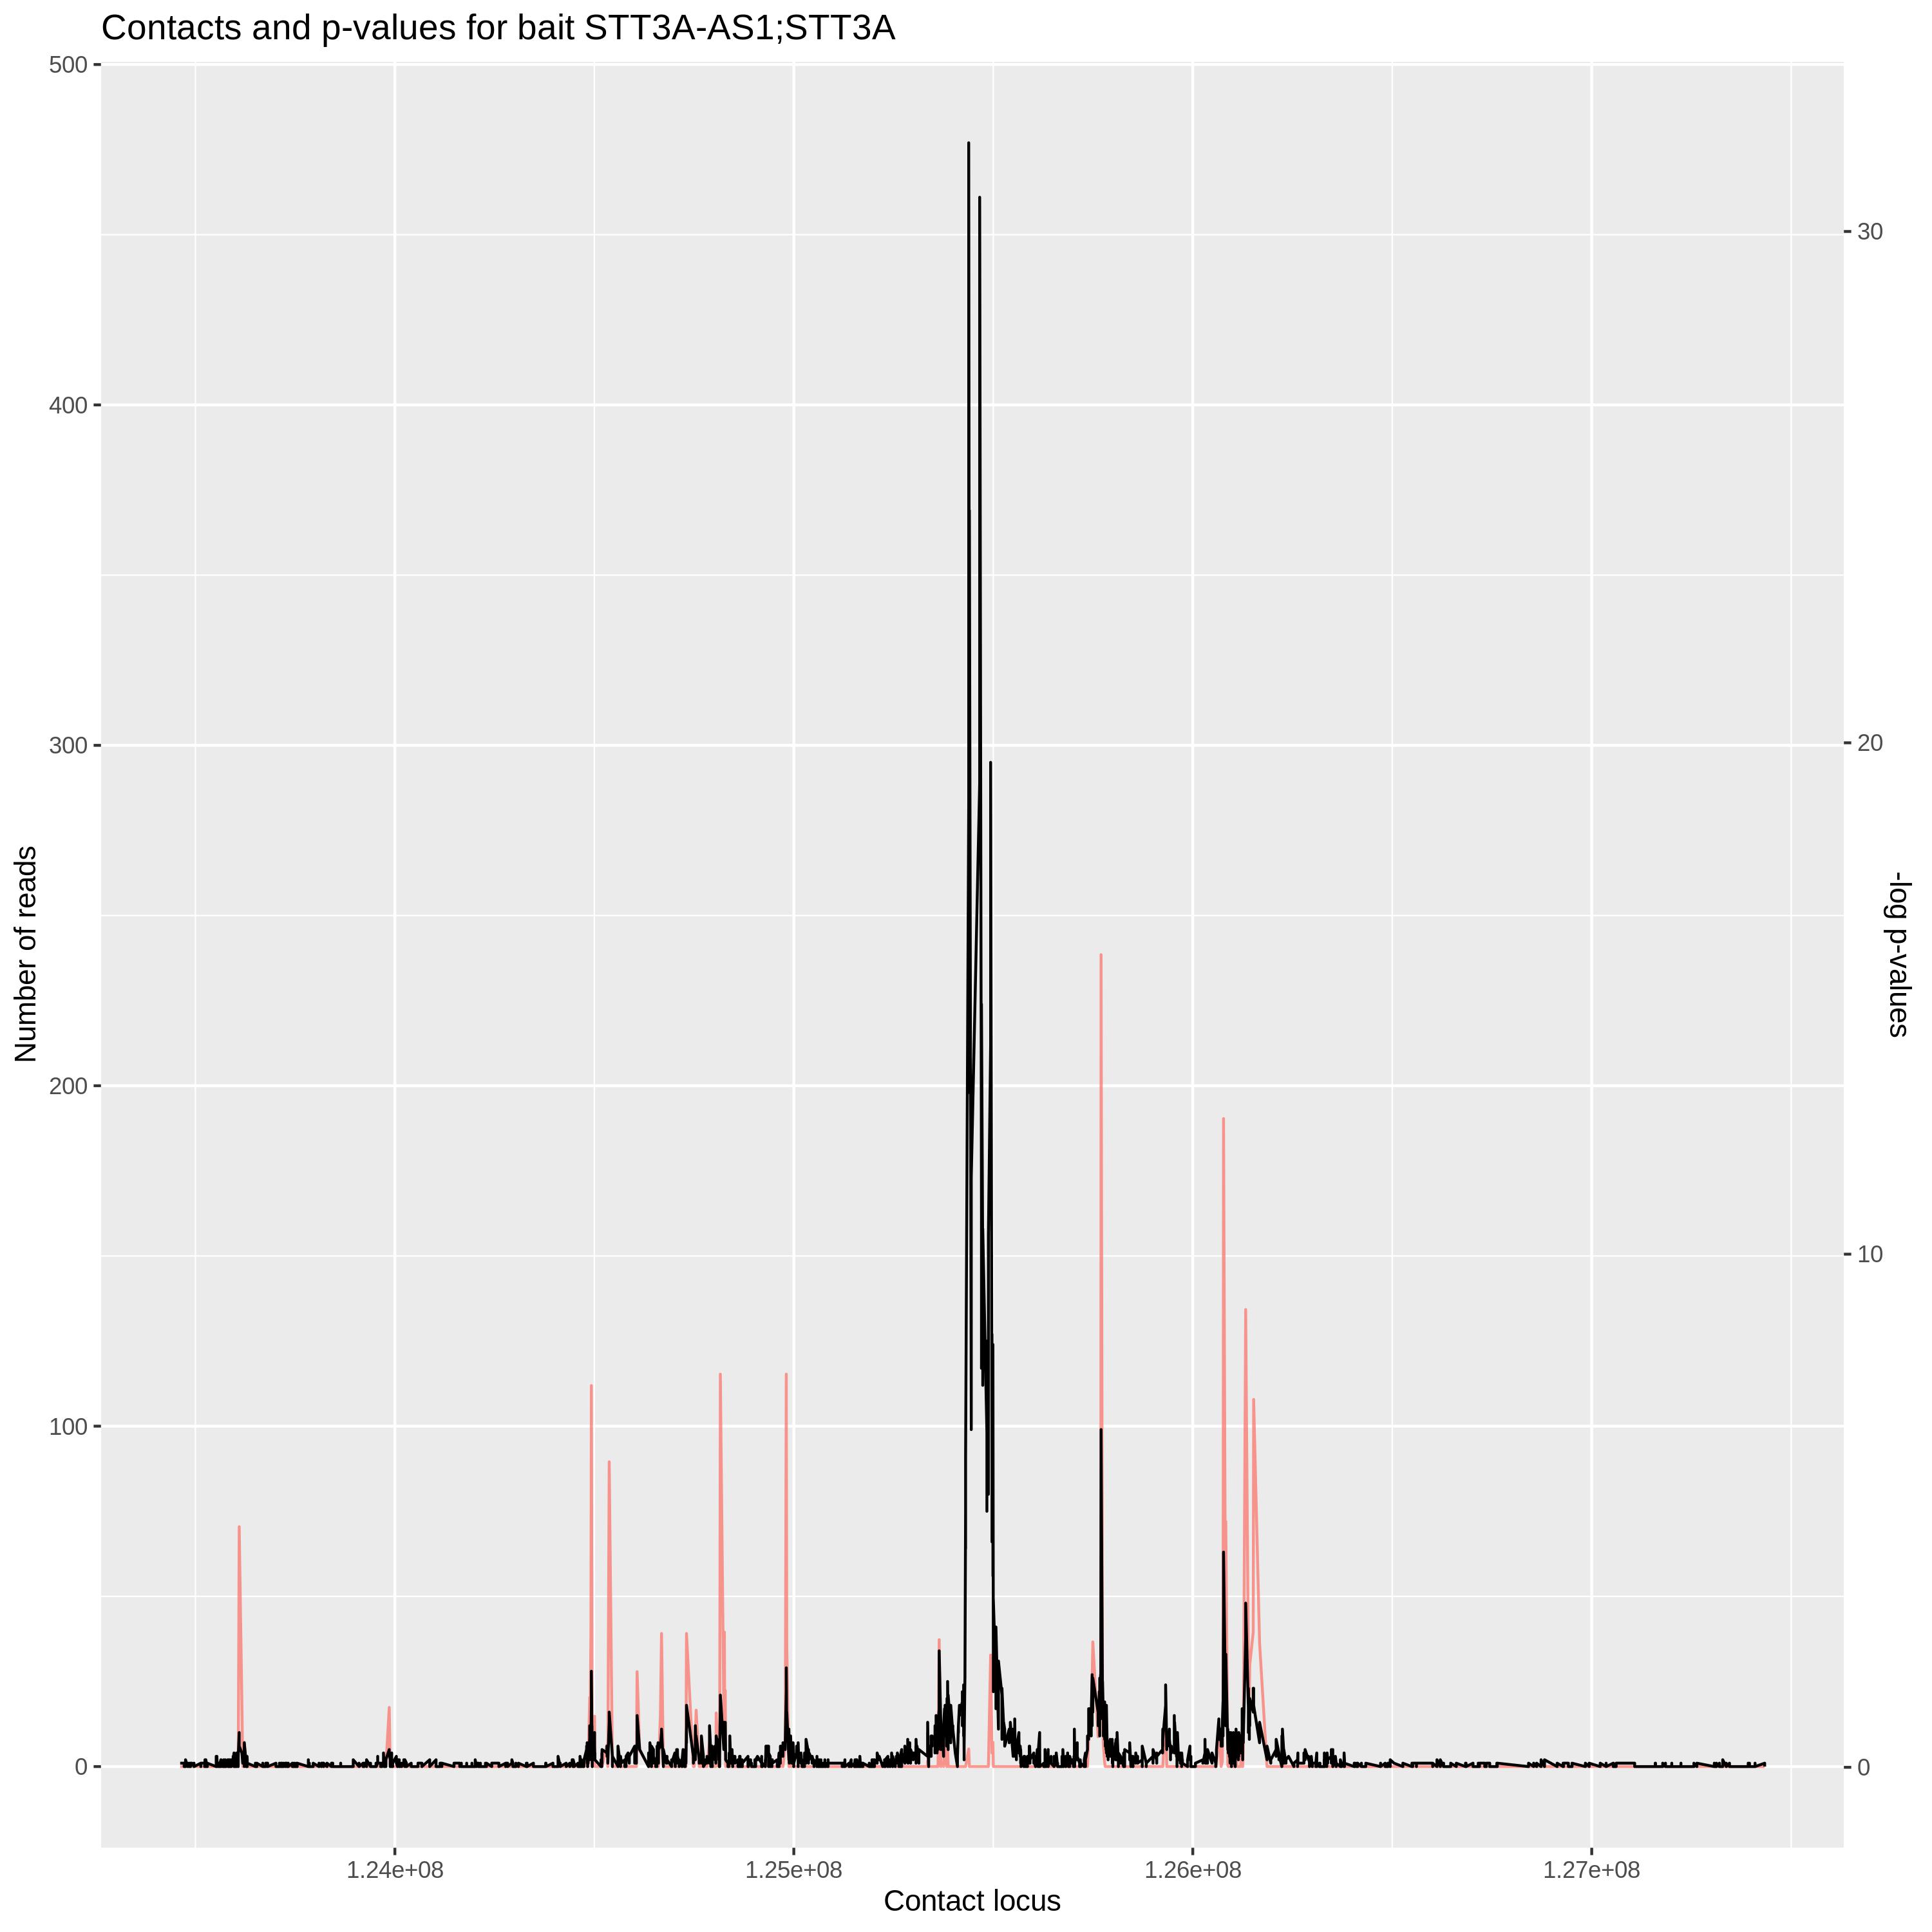 Contacts and p-values for bait STT3A-AS1;STT3A
500
400
300
200
100
0
Number of reads
30
20
10
0
-log p-values
1.24e+08
1.25e+08
1.26e+08
1.27e+08
Contact locus